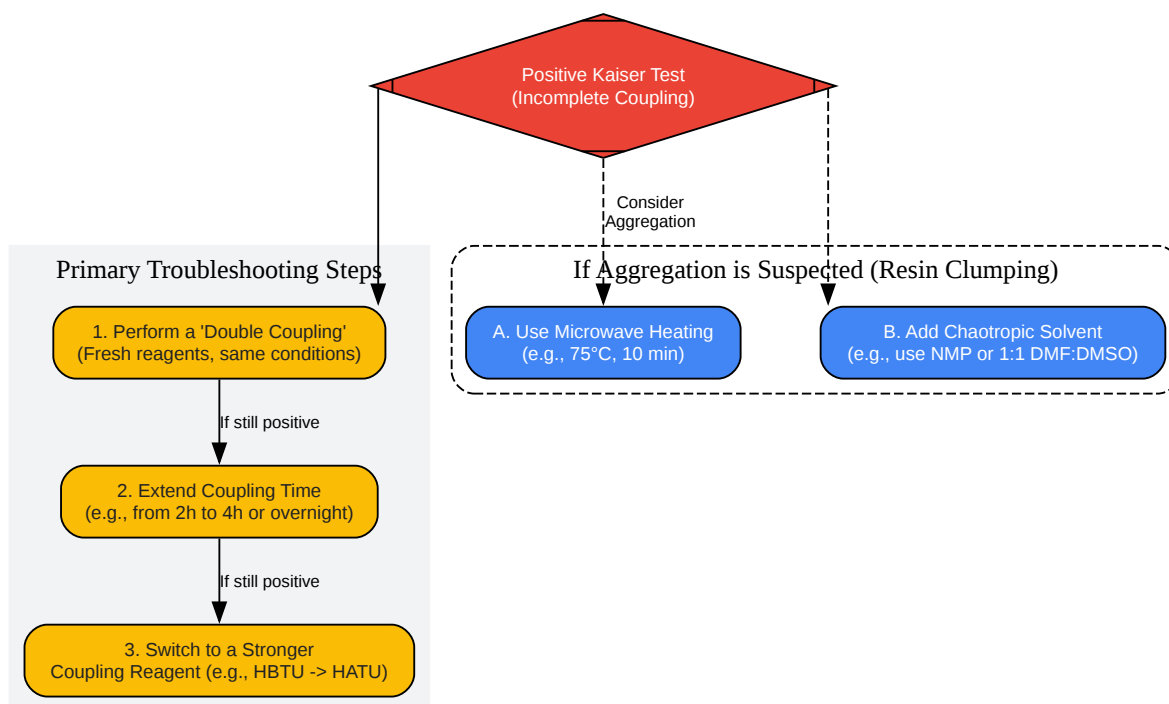 Positive Kaiser Test
(Incomplete Coupling)
Consider
Aggregation
Primary Troubleshooting Steps
1. Perform a 'Double Coupling'
(Fresh reagents, same conditions)
If still positive
2. Extend Coupling Time
(e.g., from 2h to 4h or overnight)
If still positive
3. Switch to a Stronger
Coupling Reagent (e.g., HBTU -> HATU)
If Aggregation is Suspected (Resin Clumping)
A. Use Microwave Heating
(e.g., 75°C, 10 min)
B. Add Chaotropic Solvent
(e.g., use NMP or 1:1 DMF:DMSO)